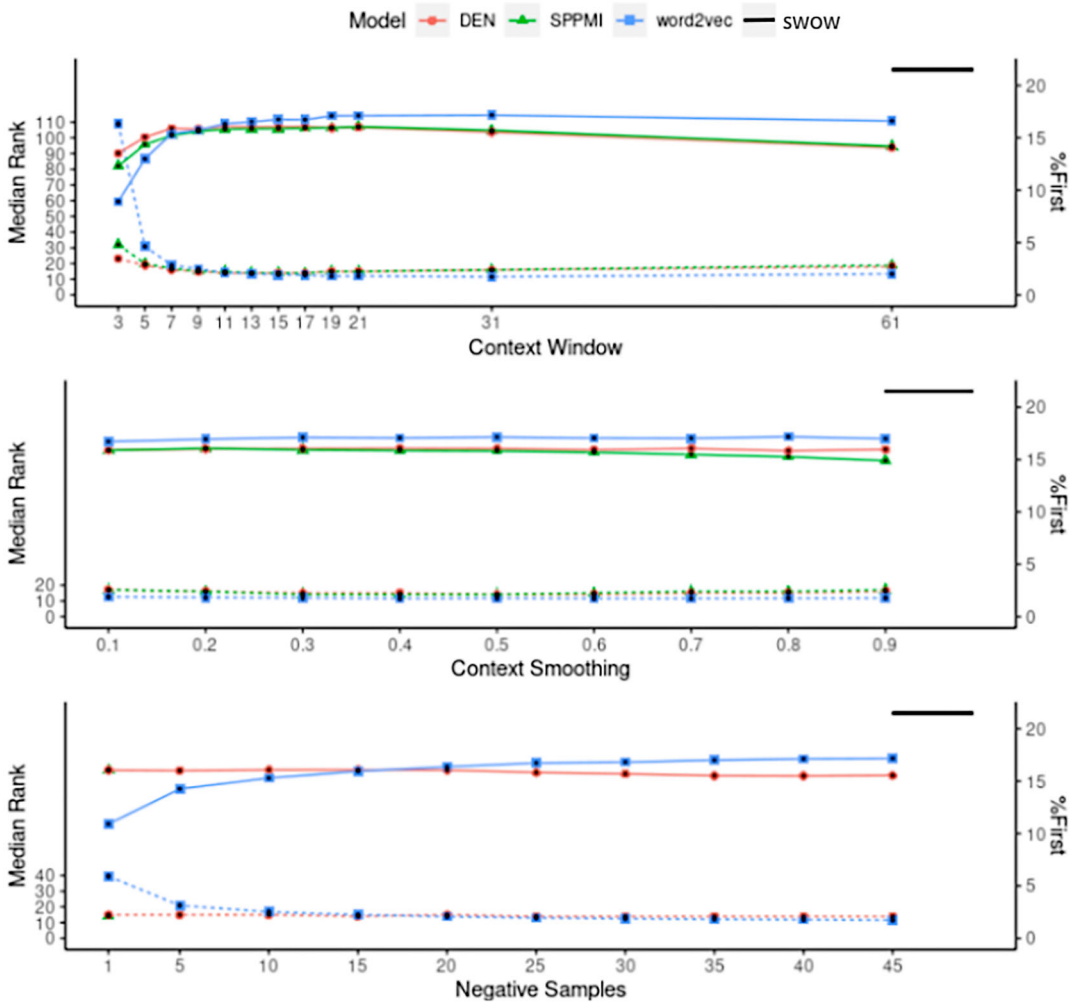 Model DEN SPPMI word2vec swow
Median Rank
110
100
90
80
70
60
50
40
30
20
10
0
20
15
10
5
0
%First
3 5 7 9 11 13 15 17 19 21 31 61
Context Window
Median Rank
20
10
0
20
15
10
5
0
%First
0.1 0.2 0.3 0.4 0.5 0.6 0.7 0.8 0.9
Context Smoothing
Median Rank
40
30
20
10
0
20
15
10
5
0
%First
1 5 10 15 20 25 30 35 40 45
Negative Samples